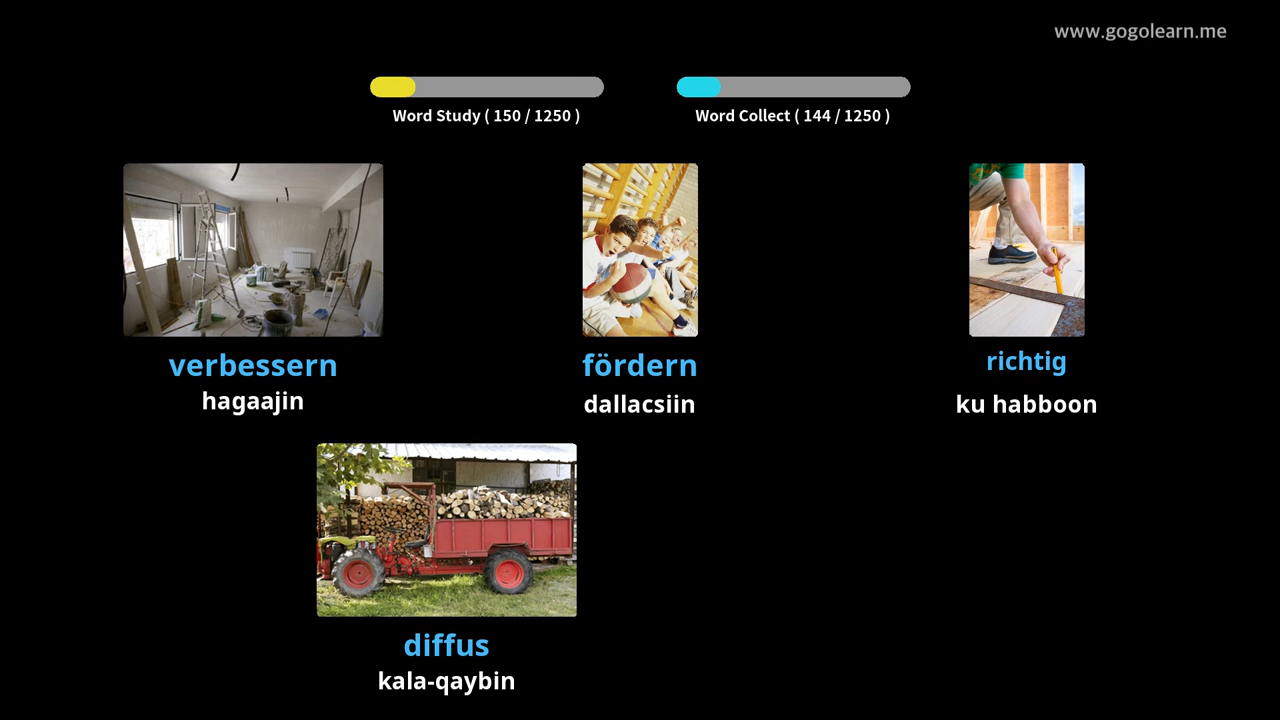 www.gogolearn.me
Word Study ( 150 / 1250 )
Word Collect ( 144 / 1250 )
verbessern
hagaajin
fördern
dallacsiin
richtig
ku habboon
diffus
kala-qaybin